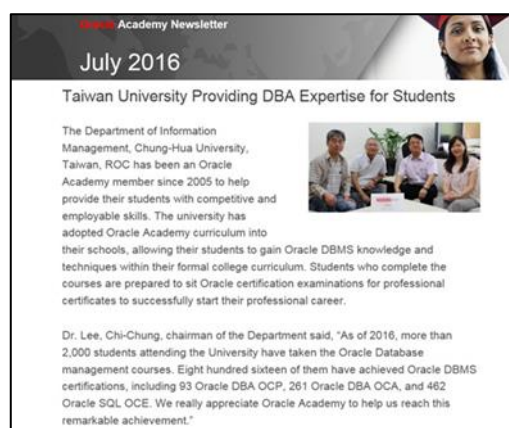 Oracle Academy Newsletter
July 2016
Taiwan University Providing DBA Expertise for Students
The Department of Information
Management, Chung-Hua University,
Taiwan, ROC has been an Oracle
Academy member since 2005 to help
provide their students with competitive and
employable skills. The university has
adopted Oracle Academy curriculum into
their schools, allowing their students to gain Oracle DBMS knowledge and
techniques within their formal college curriculum. Students who complete the
courses are prepared to sit Oracle certification examinations for professional
certificates to successfully start their professional career.
Dr. Lee, Chi-Chung, chairman of the Department said, “As of 2016, more than
2,000 students attending the University have taken the Oracle Database
management courses. Eight hundred sixteen of them have achieved Oracle DBMS
certifications, including 93 Oracle DBA OCP, 261 Oracle DBA OCA, and 462
Oracle SQL OCE. We really appreciate Oracle Academy to help us reach this
remarkable achievement.”